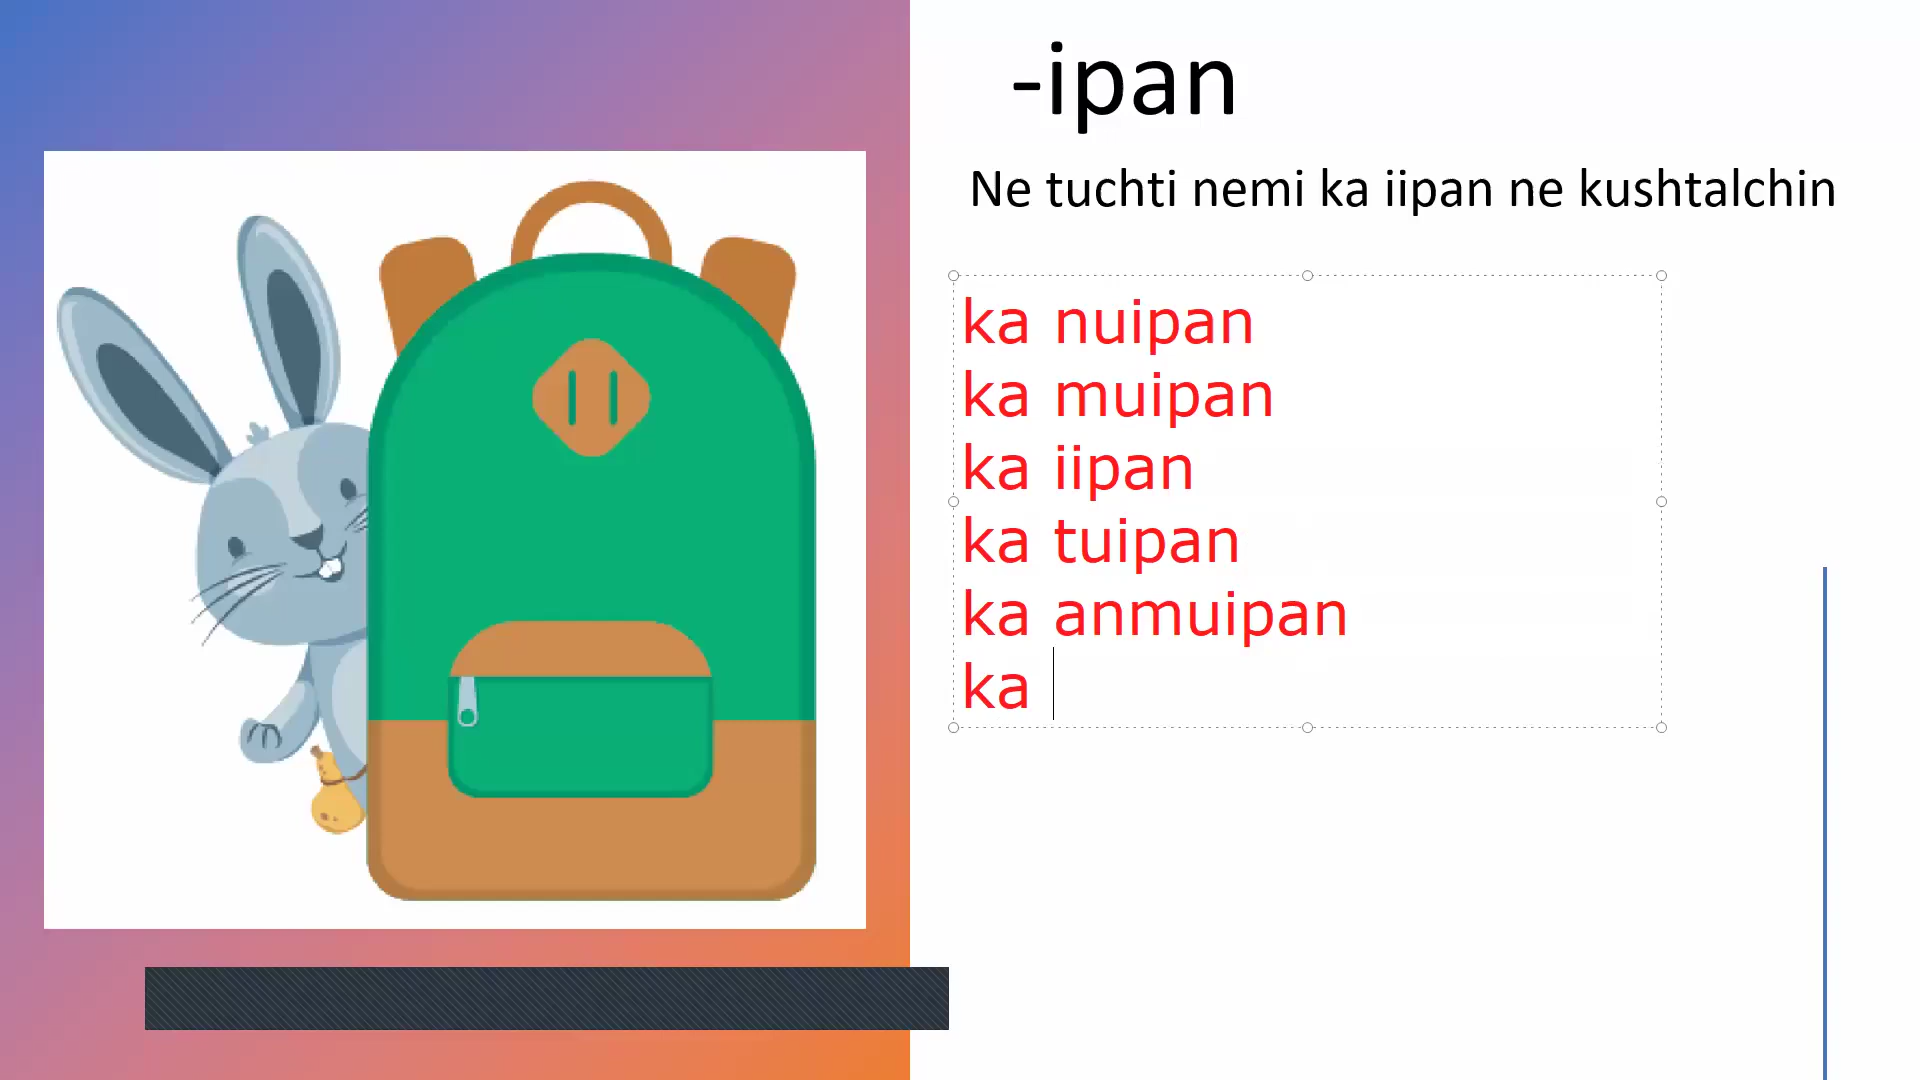 -ipan
Ne tuchti nemi ka iipan ne kushtalchin
ka nuipan
ka muipan
ka iipan
ka tuipan
ka anmuipan
ka